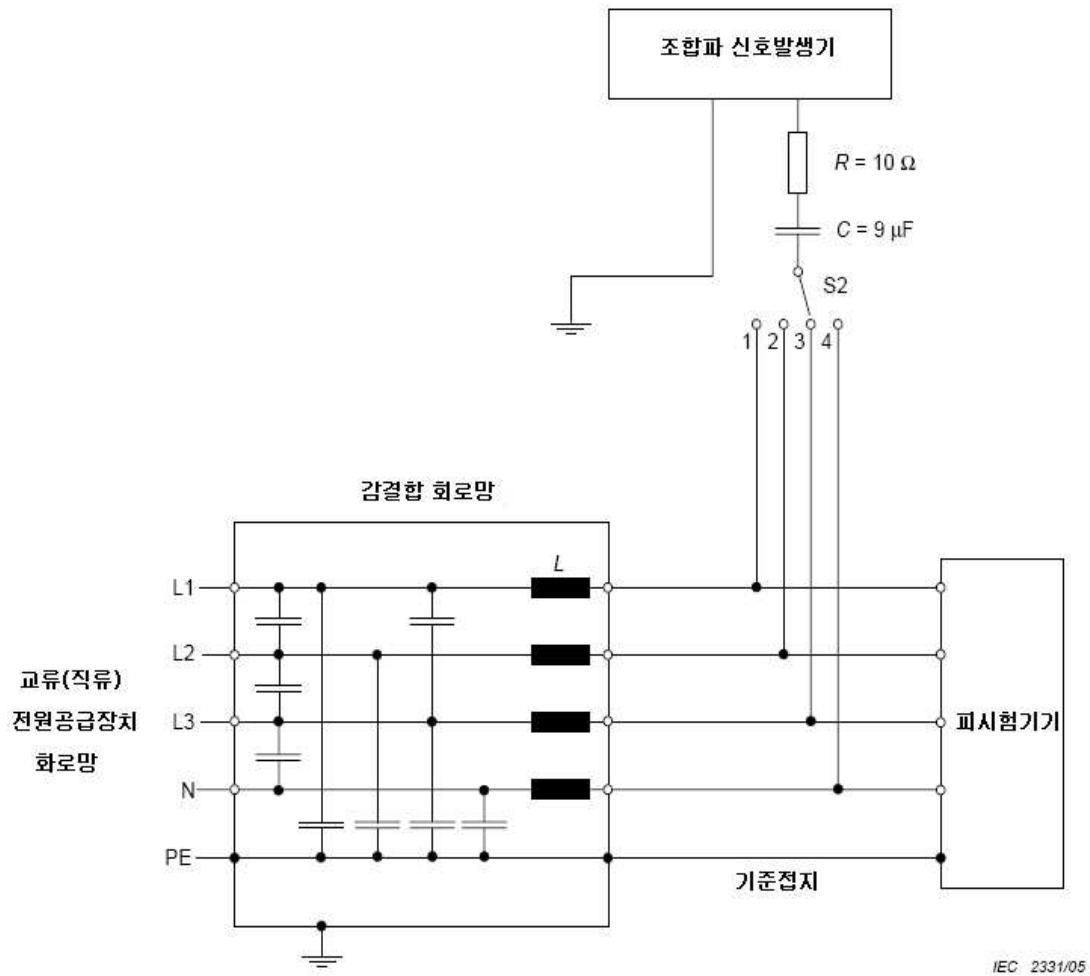 조합파 신호발생기
R = 10 Ω
C = 9 μF
S2
1 2 3 4
감결합 회로망
L
L1
L2
L3
N
PE
교류(직류)
전원공급장치
화로망
피시험기기
기준접지
IEC 2331/05